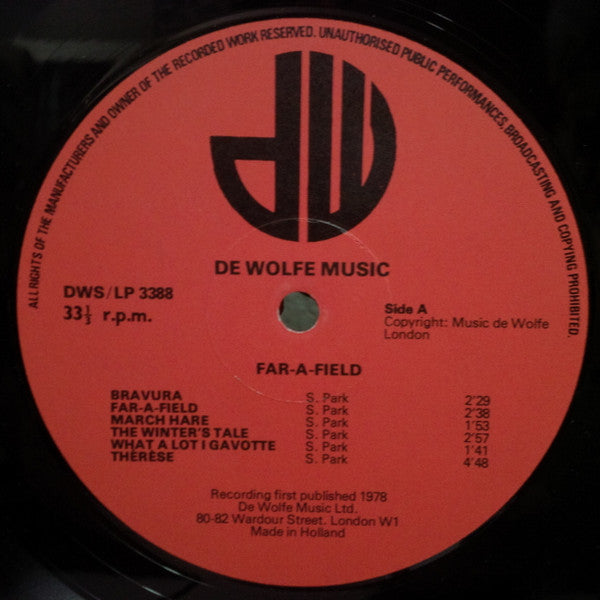 ALL RIGHTS OF THE MANUFACTURERS AND OWNER OF THE RECORDED WORK RESERVED. UNAUTHORISED PUBLIC PERFORMANCES, BROADCASTING AND COPYING PROHIBITED.
dw
DE WOLFE MUSIC
DWS/LP 3388
33⅓ r.p.m.
Side A
Copyright: Music de Wolfe
London
FAR-A-FIELD
BRAVURA S. Park 2'29
FAR-A-FIELD S. Park 2'38
MARCH HARE S. Park 1'53
THE WINTER'S TALE S. Park 2'57
WHAT A LOT I GAVOTTE S. Park 1'41
THÉRÈSE S. Park 4'48
Recording first published 1978
De Wolfe Music Ltd.
80-82 Wardour Street. London W1
Made in Holland